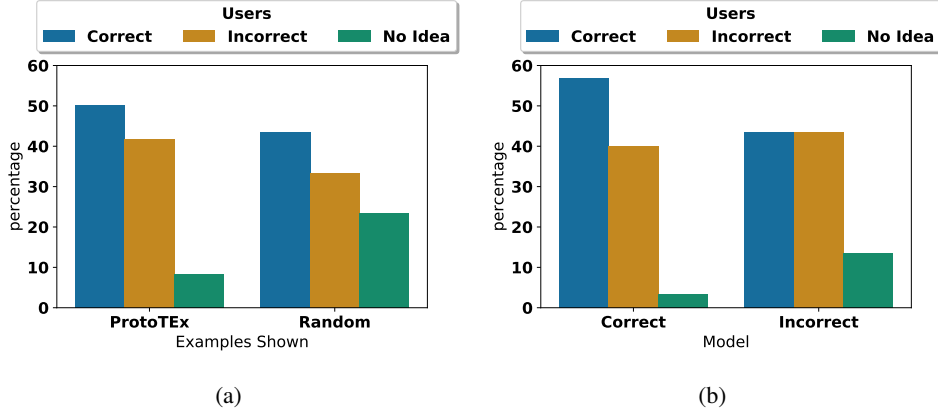 Users
Correct Incorrect No Idea
60
50
40
30
20
10
0
percentage
ProtoTEx Random
Examples Shown
(a)
Users
Correct Incorrect No Idea
60
50
40
30
20
10
0
percentage
Correct Incorrect
Model
(b)